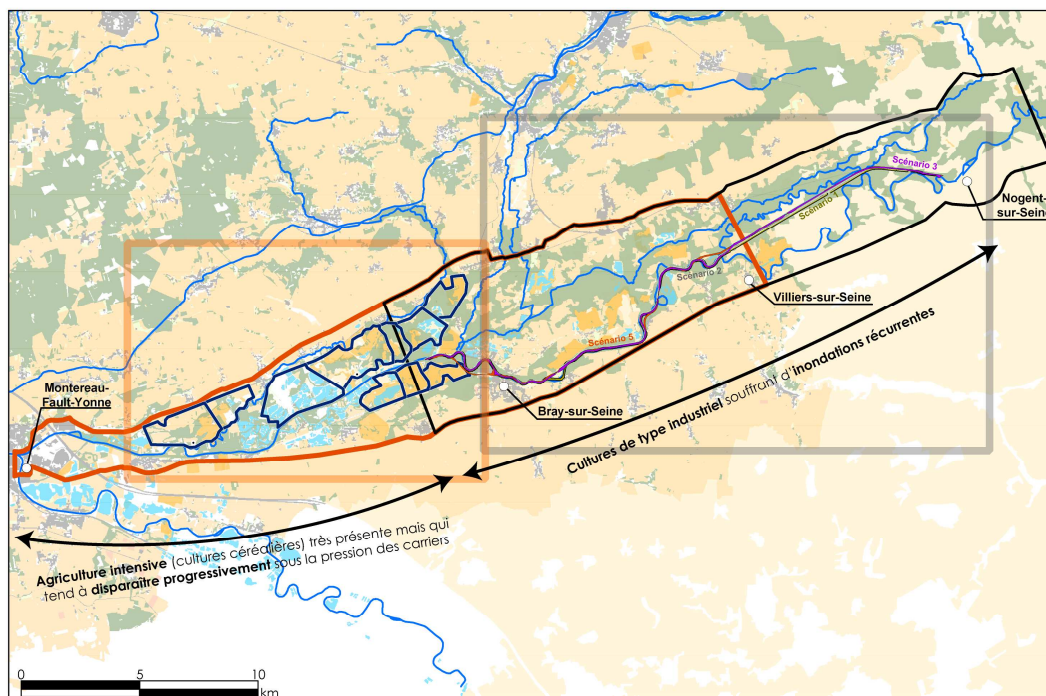 Scénario 3
Nogent-
sur-Seine
Scénario 1
Scénario 2
Villiers-sur-Seine
Scénario 5
Montereau-
Fault-Yonne
Bray-sur-Seine
Cultures de type industriel souffrant d'inondations récurrentes
Agriculture intensive (cultures céréalières) très présente mais qui
tend à disparaître progressivement sous la pression des carriers
0 5 10
km